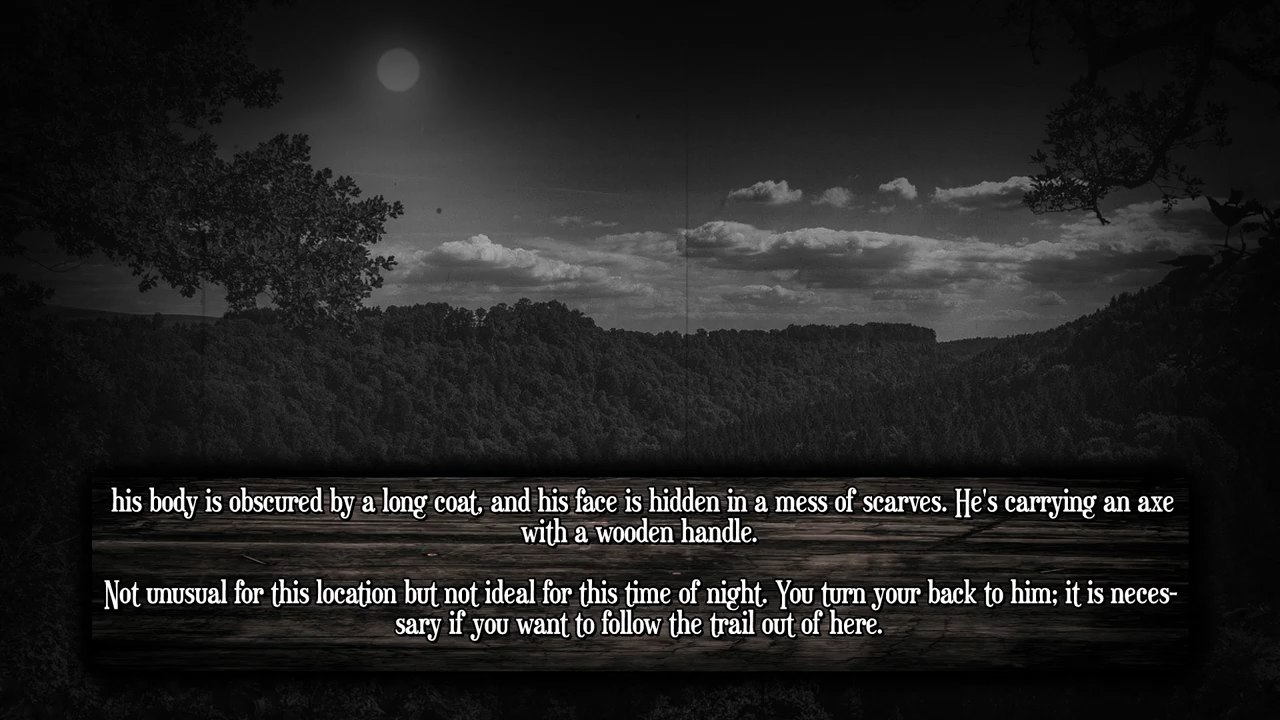 his body is obscured by a long coat, and his face is hidden in a mess of scarves. He's carrying an axe
with a wooden handle.
Not unusual for this location but not ideal for this time of night. You turn your back to him; it is neces-
sary if you want to follow the trail out of here.